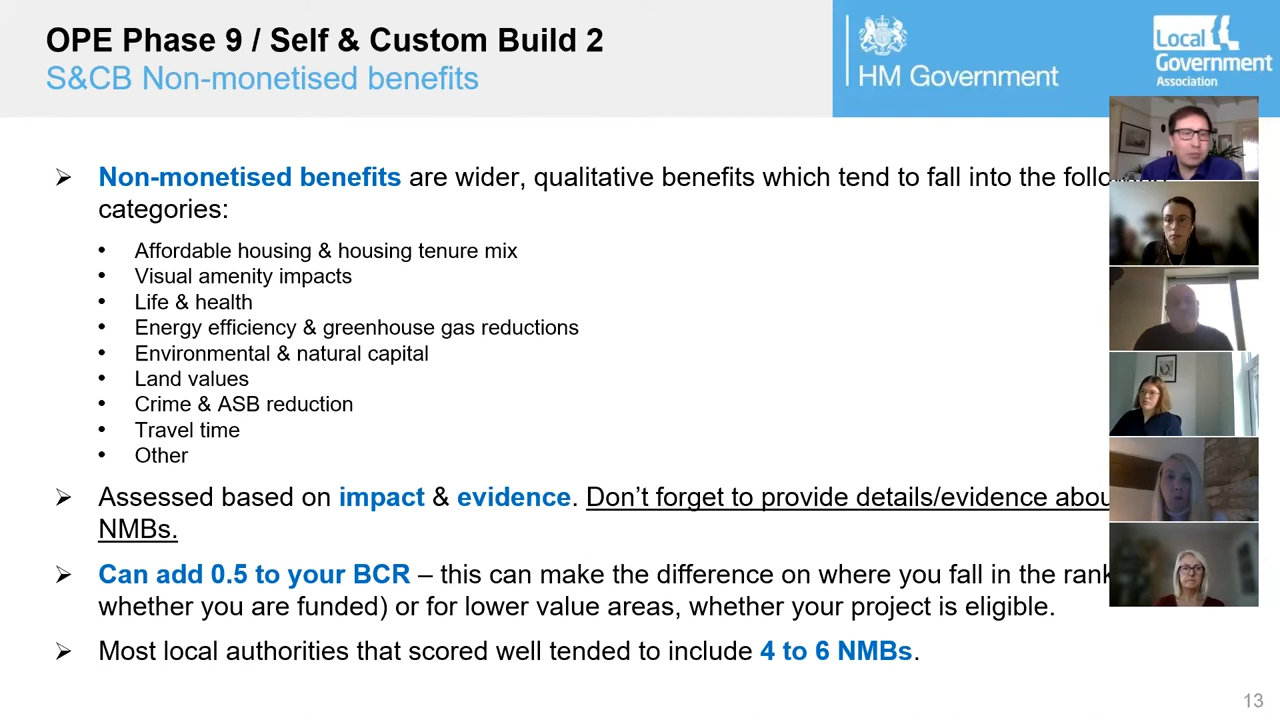 OPE Phase 9 / Self & Custom Build 2
S&CB Non-monetised benefits
HM Government
Local
Government
Association
Non-monetised benefits are wider, qualitative benefits which tend to fall into the
categories:
• Affordable housing & housing tenure mix
• Visual amenity impacts
• Life & health
• Energy efficiency & greenhouse gas reductions
• Environmental & natural capital
• Land values
• Crime & ASB reduction
• Travel time
• Other
Assessed based on impact & evidence. Don’t forget to provide details/evidence
NMBs.
Can add 0.5 to your BCR – this can make the difference on where you fall in the
whether you are funded) or for lower value areas, whether your project is eligible.
Most local authorities that scored well tended to include 4 to 6 NMBs.
13